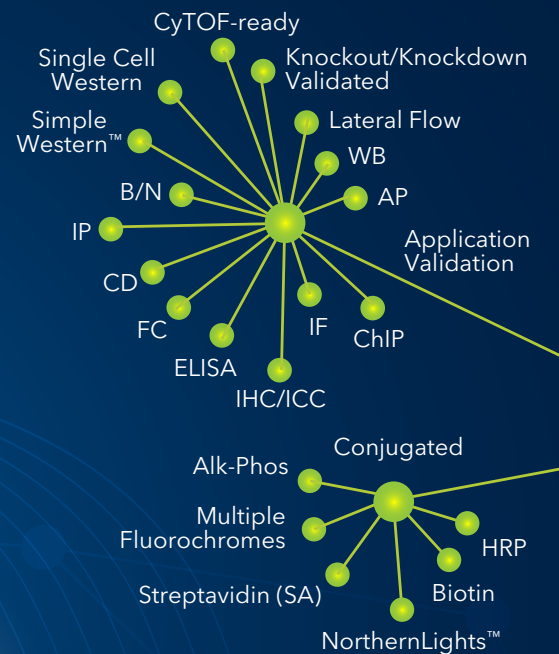 CyTOF-ready
Single Cell
Western
Knockout/Knockdown
Validated
Simple
Western™
Lateral Flow
WB
B/N
AP
IP
Application
Validation
CD
FC
IF
ChIP
ELISA
IHC/ICC
Conjugated
Alk-Phos
Multiple
Fluorochromes
HRP
Streptavidin (SA)
Biotin
NorthernLights™